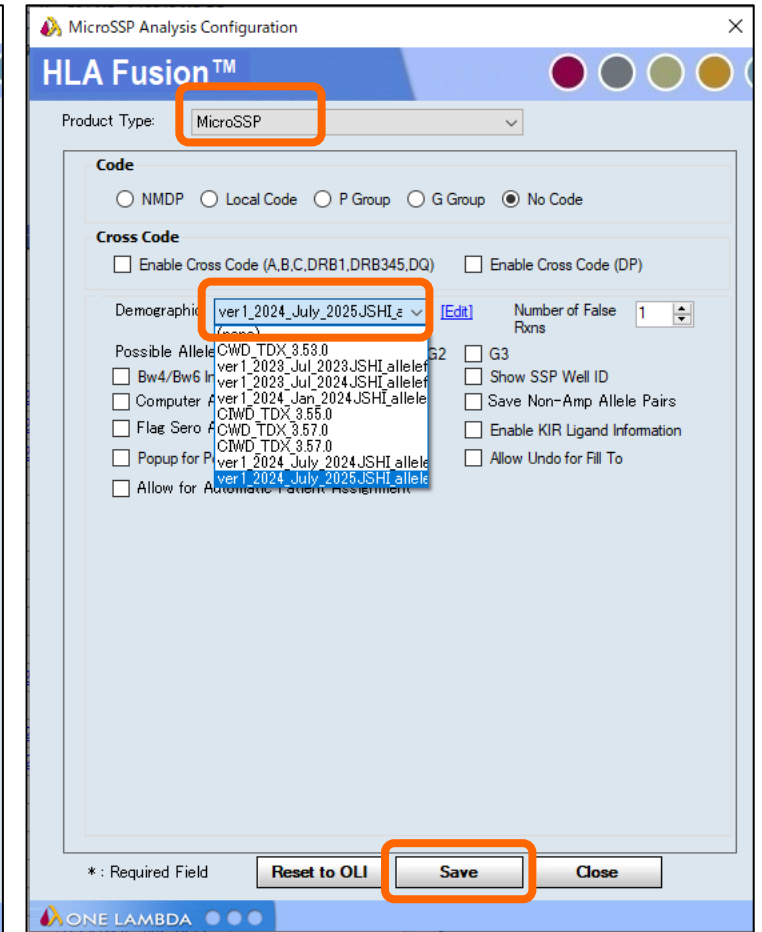 MicroSSP Analysis Configuration
HLA Fusion™
Product Type: MicroSSP
Code
NMDP Local Code P Group G Group No Code
Cross Code
Enable Cross Code (A,B,C,DRB1,DRB345,DQ) Enable Cross Code (DP)
Demographic ver1_2024_July_2025JSHI_a [Edit] Number of False Rxns 1
(none)
Possible Allele G2 G3
CWD_TDX_3.53.0
ver1_2023_Jul_2023JSHI_allelef
Bw4/Bw6 In Show SSP Well ID
ver1_2023_Jul_2024JSHI_allelef
Computer A Save Non-Amp Allele Pairs
ver1_2024_Jan_2024JSHI_allele
CIWD_TDX_3.55.0
Flag Sero A Enable KIR Ligand Information
CWD_TDX_3.57.0
CIWD_TDX_3.57.0
Popup for P Allow Undo for Fill To
ver1_2024_July_2024JSHI_allele
ver1_2024_July_2025JSHI_allele
Allow for Automatic Patient Assignment
* : Required Field Reset to OLI Save Close
ONE LAMBDA